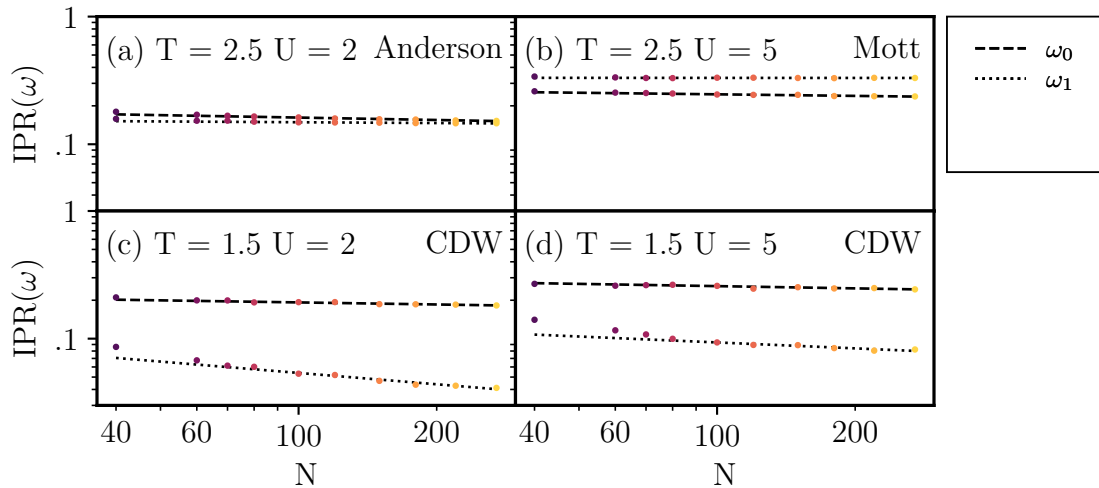 1
(a) T = 2.5 U = 2 Anderson
(b) T = 2.5 U = 5 Mott
ω0
ω1
IPR(ω)
.1
1
(c) T = 1.5 U = 2 CDW
(d) T = 1.5 U = 5 CDW
IPR(ω)
.1
40 60 100 200
40 60 100 200
N
N